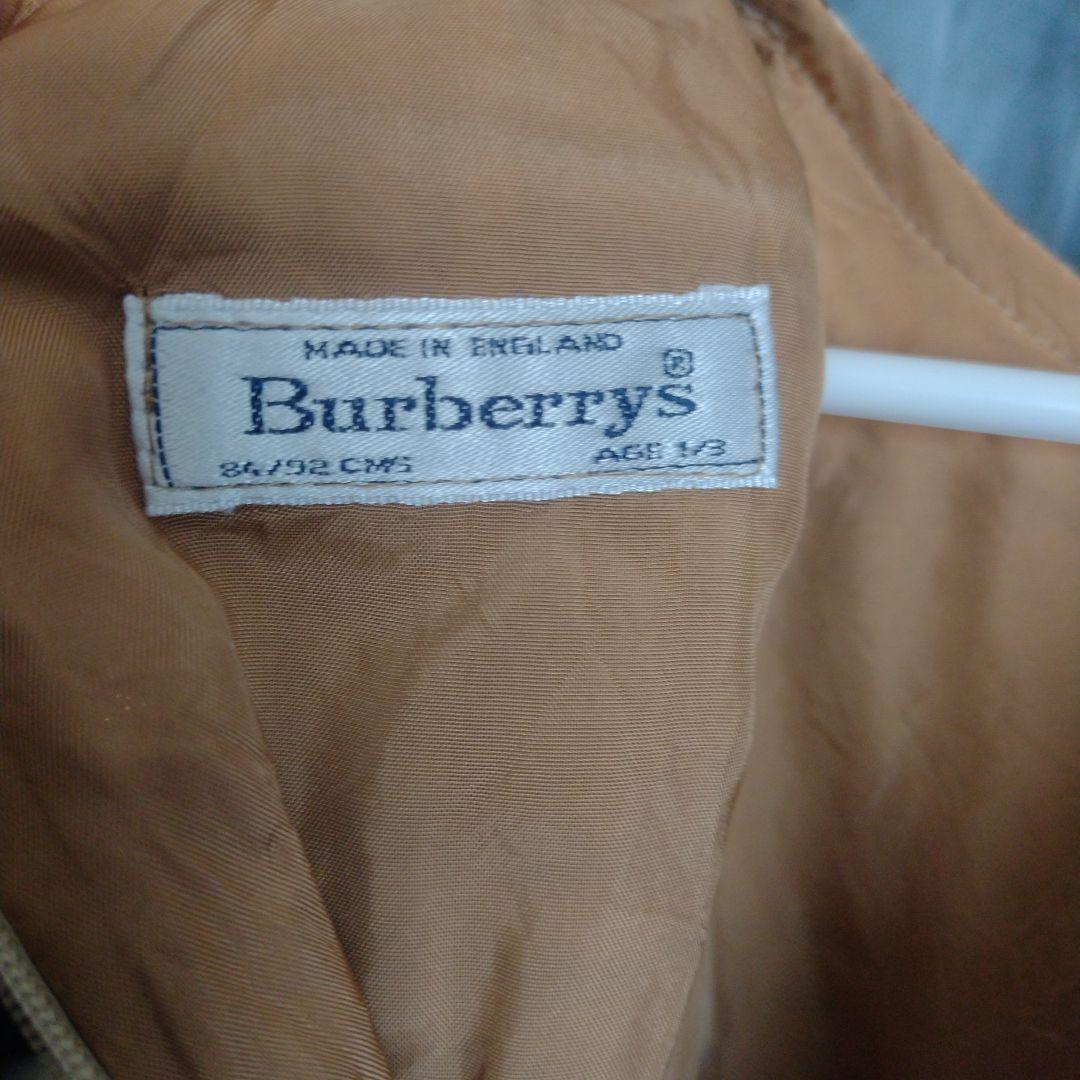 MADE IN ENGLAND
Burberrys®
84/92 CMS AGE 1/3